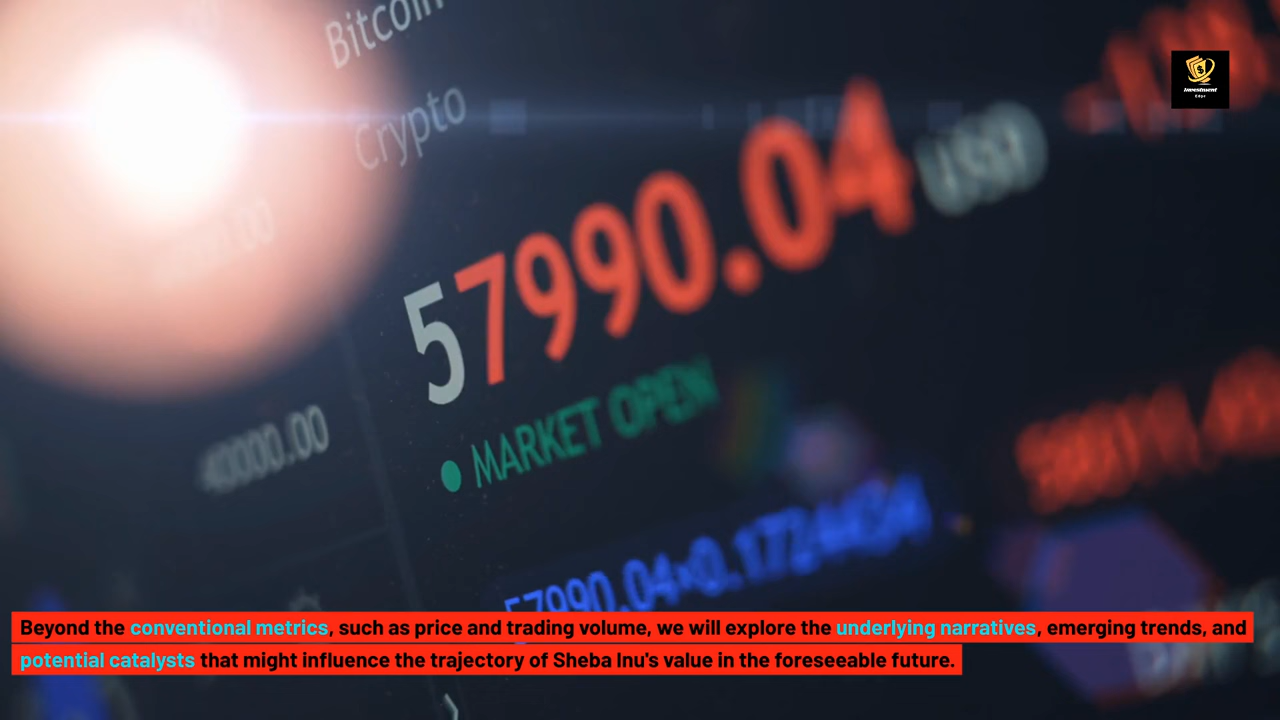 Bitcoin
Crypto
57990.04 USD
40000.00
MARKET OPEN
Investment
Edge
Beyond the conventional metrics, such as price and trading volume, we will explore the underlying narratives, emerging trends, and
potential catalysts that might influence the trajectory of Sheba Inu's value in the foreseeable future.